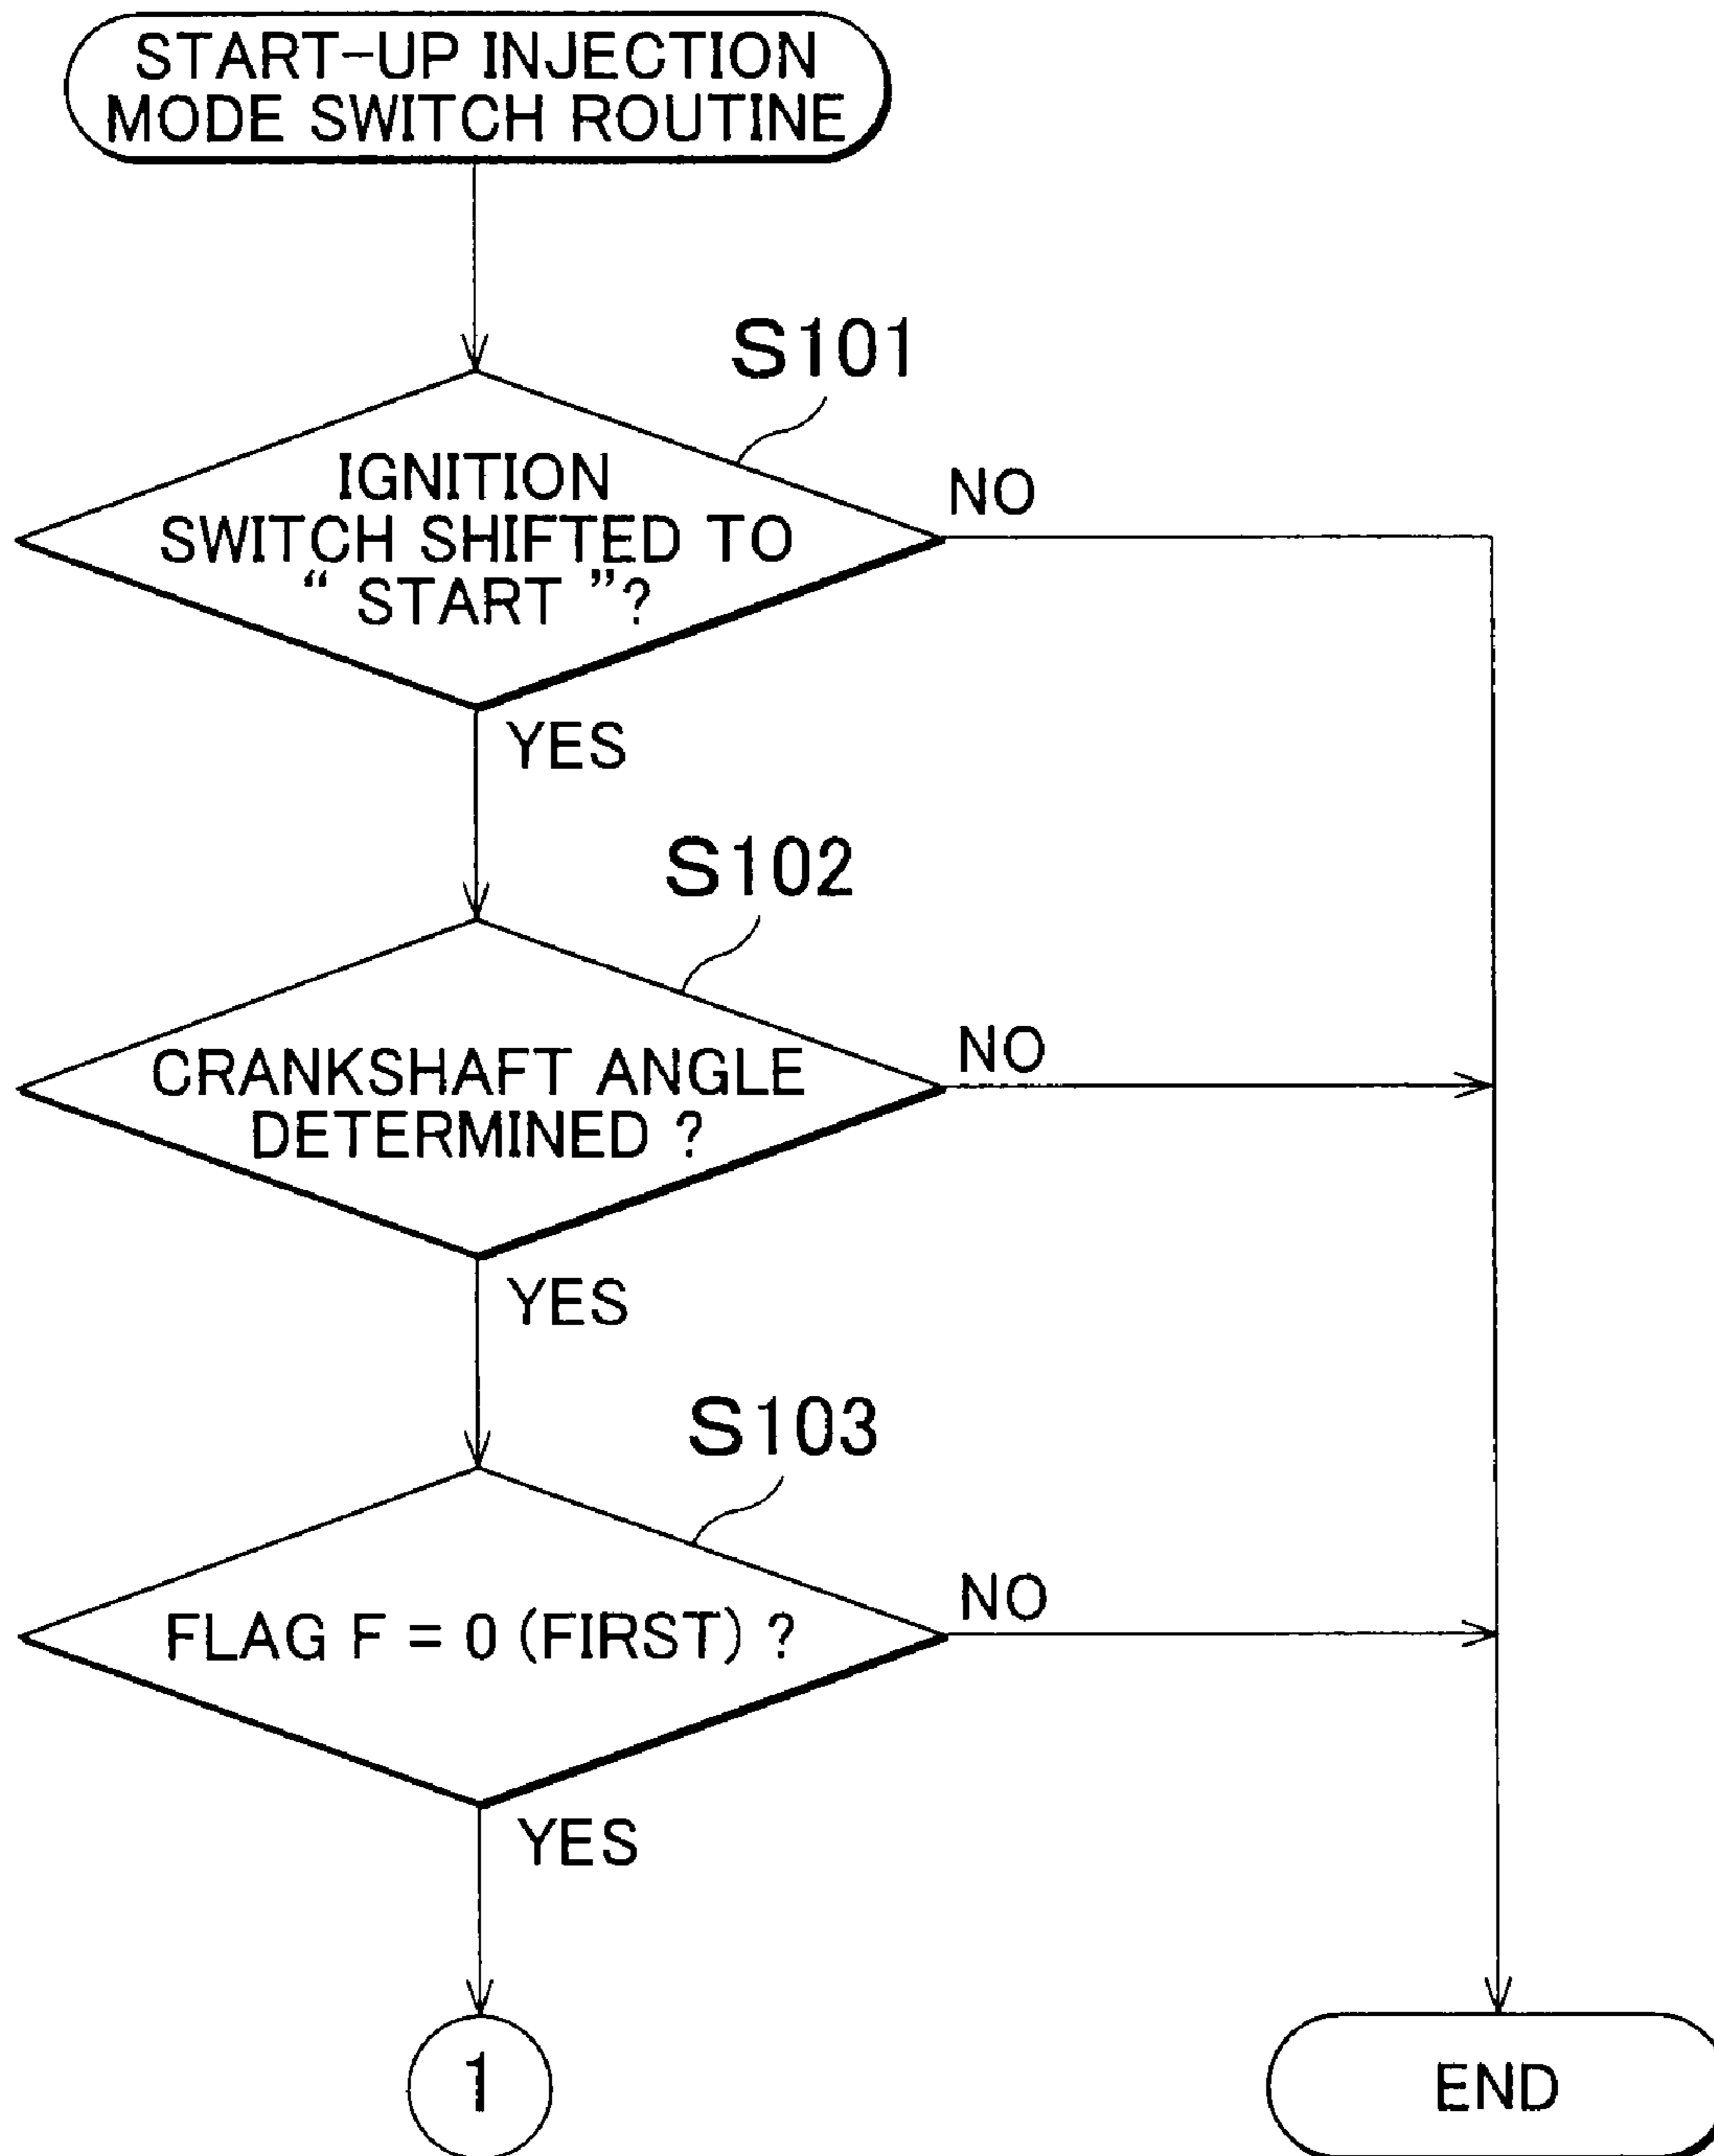 START-UP INJECTION
MODE SWITCH ROUTINE
S101
IGNITION
SWITCH SHIFTED TO
“ START ”?
NO
YES
S102
CRANKSHAFT ANGLE
DETERMINED ?
NO
YES
S103
FLAG F = 0 (FIRST) ?
NO
YES
1
END